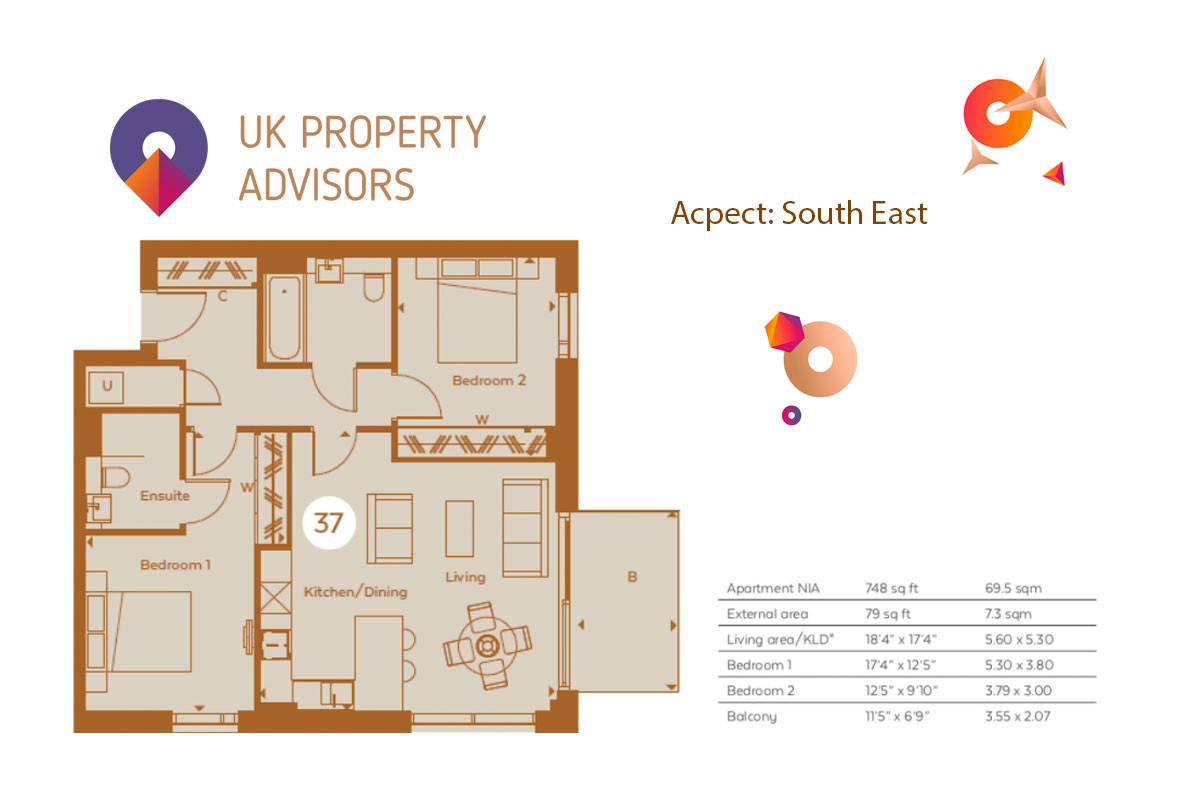 UK PROPERTY
ADVISORS
Acpect: South East
C
U
Bedroom 2
W
Ensuite
W
37
Bedroom 1
Living
Kitchen/Dining
B
Apartment NIA 748 sq ft 69.5 sqm
External area 79 sq ft 7.3 sqm
Living area/KLD* 18'4" x 17'4" 5.60 x 5.30
Bedroom 1 17'4" x 12'5" 5.30 x 3.80
Bedroom 2 12'5" x 9'10" 3.79 x 3.00
Balcony 11'5" x 6'9" 3.55 x 2.07